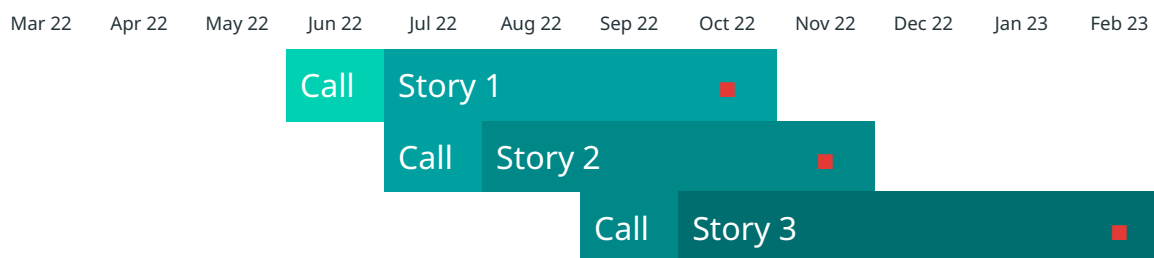 Mar 22 Apr 22 May 22 Jun 22 Jul 22 Aug 22 Sep 22 Oct 22 Nov 22 Dec 22 Jan 23 Feb 23
Call Story 1
Call Story 2
Call Story 3